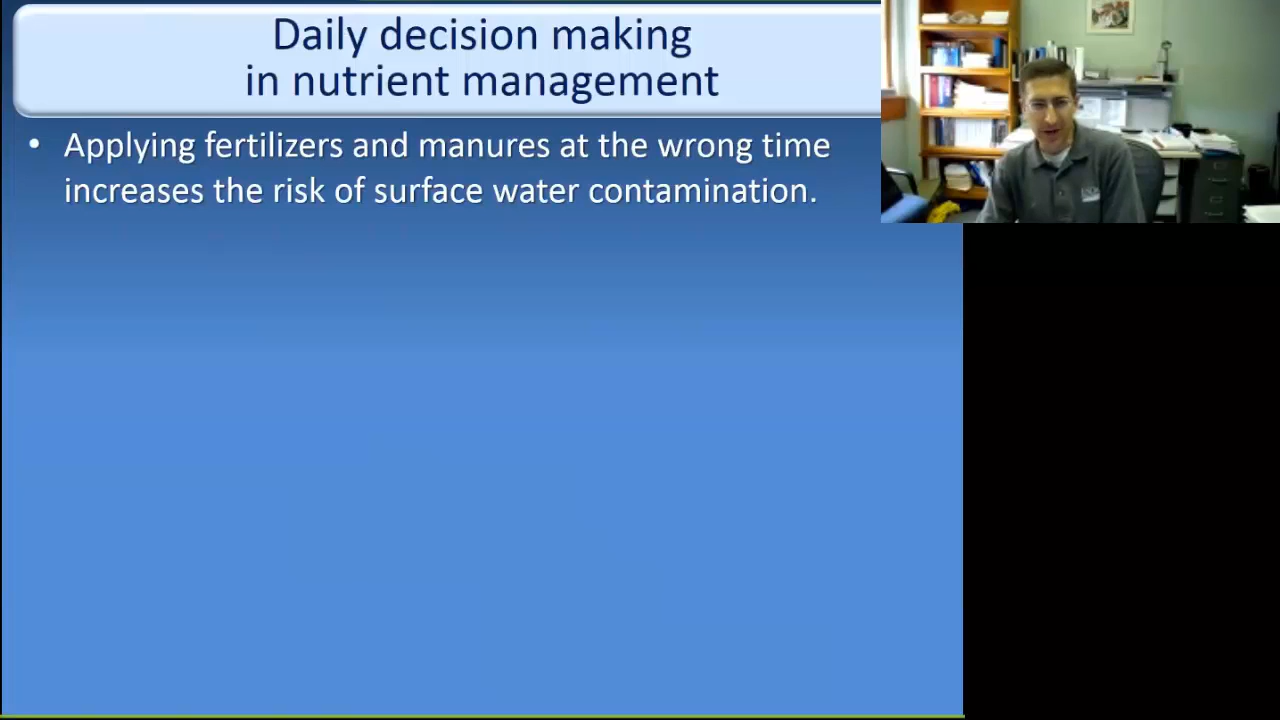 Daily decision making
in nutrient management
• Applying fertilizers and manures at the wrong time
increases the risk of surface water contamination.